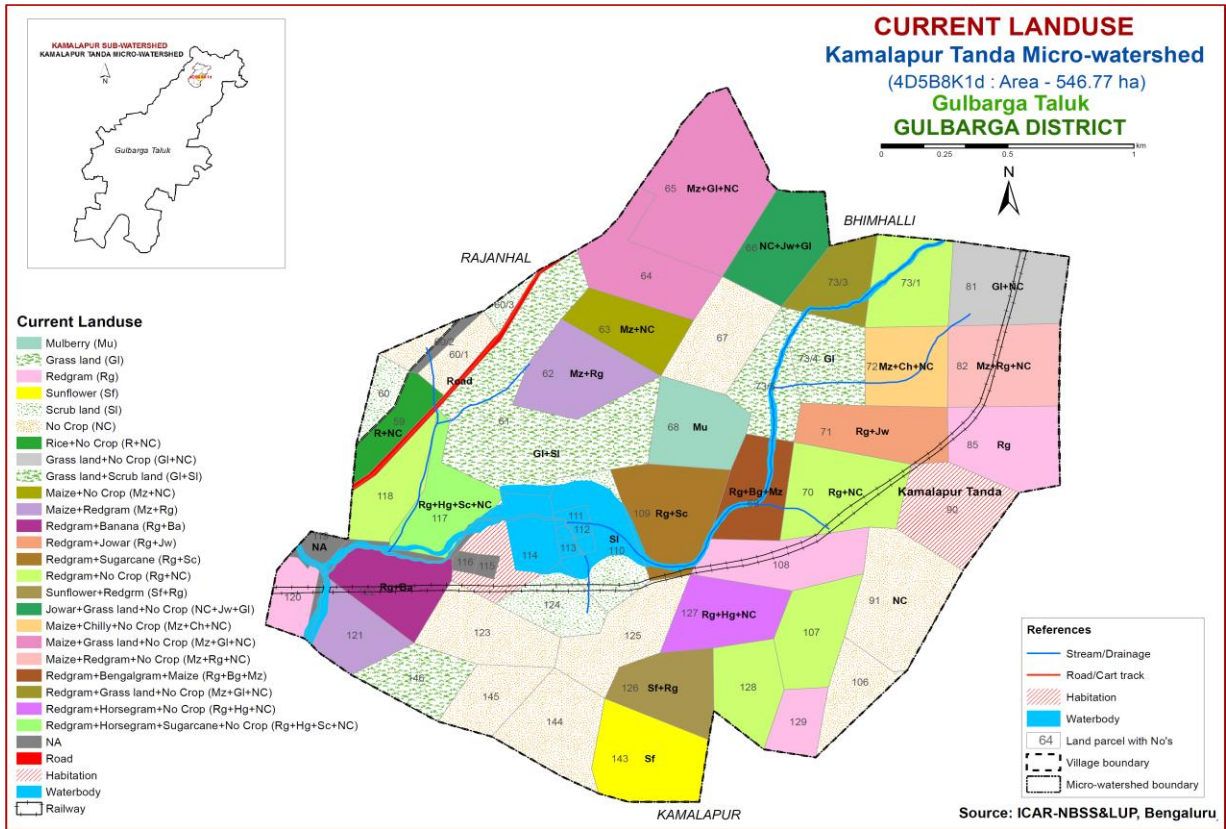 KAMALAPUR SUB-WATERSHED
KAMALAPUR TANDA MICRO-WATERSHED
N
Gulbarga Taluk
CURRENT LANDUSE
Kamalapur Tanda Micro-watershed
(4D5B8K1d : Area - 546.77 ha)
Gulbarga Taluk
GULBARGA DISTRICT
km
0 0.25 0.5 1
N
BHIMHALLI
RAJANHAL
KAMALAPUR
65 Mz+Gl+NC
66 NC+Jw+Gl
64
73/3
73/1
81 Gl+NC
60/3
63 Mz+NC
67
60/2
60/1
Road
62 Mz+Rg
73/4 Gl
72 Mz+Ch+NC
82 Mz+Rg+NC
60
59
R+NC
61
Gl+Sl
68 Mu
71 Rg+Jw
85 Rg
118
Rg+Hg+Sc+NC
117
109 Rg+Sc
Rg+Bg+Mz
70 Rg+NC
Kamalapur Tanda
90
NA
111
112
113
114
Sl
110
116
115
108
120
Rg+Ba
124
121
123
125
127 Rg+Hg+NC
107
91 NC
146
145
144
126 Sf+Rg
128
129
106
143 Sf
Current Landuse
Mulberry (Mu)
Grass land (Gl)
Redgram (Rg)
Sunflower (Sf)
Scrub land (Sl)
No Crop (NC)
Rice+No Crop (R+NC)
Grass land+No Crop (Gl+NC)
Grass land+Scrub land (Gl+Sl)
Maize+No Crop (Mz+NC)
Maize+Redgram (Mz+Rg)
Redgram+Banana (Rg+Ba)
Redgram+Jowar (Rg+Jw)
Redgram+Sugarcane (Rg+Sc)
Redgram+No Crop (Rg+NC)
Sunflower+Redgrm (Sf+Rg)
Jowar+Grass land+No Crop (NC+Jw+Gl)
Maize+Chilly+No Crop (Mz+Ch+NC)
Maize+Grass land+No Crop (Mz+Gl+NC)
Maize+Redgram+No Crop (Mz+Rg+NC)
Redgram+Bengalgram+Maize (Rg+Bg+Mz)
Redgram+Grass land+No Crop (Mz+Gl+NC)
Redgram+Horsegram+No Crop (Rg+Hg+NC)
Redgram+Horsegram+Sugarcane+No Crop (Rg+Hg+Sc+NC)
NA
Road
Habitation
Waterbody
Railway
References
Stream/Drainage
Road/Cart track
Habitation
Waterbody
64 Land parcel with No's
Village boundary
Micro-watershed boundary
Source: ICAR-NBSS&LUP, Bengaluru